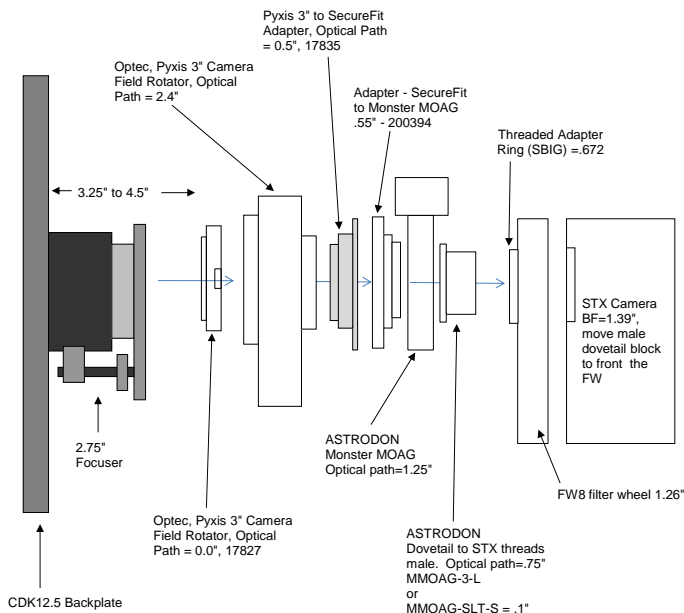 Pyxis 3" to SecureFit
Adapter, Optical Path
= 0.5", 17835
Optec, Pyxis 3" Camera
Field Rotator, Optical
Path = 2.4"
Adapter - SecureFit
to Monster MOAG
.55" - 200394
Threaded Adapter
Ring (SBIG) =.672
3.25" to 4.5"
STX Camera
BF=1.39",
move male
dovetail block
to front the
FW
2.75"
Focuser
ASTRODON
Monster MOAG
Optical path=1.25"
FW8 filter wheel 1.26"
Optec, Pyxis 3" Camera
Field Rotator, Optical
Path = 0.0", 17827
ASTRODON
Dovetail to STX threads
male. Optical path=.75"
MMOAG-3-L
or
MMOAG-SLT-S = .1"
CDK12.5 Backplate